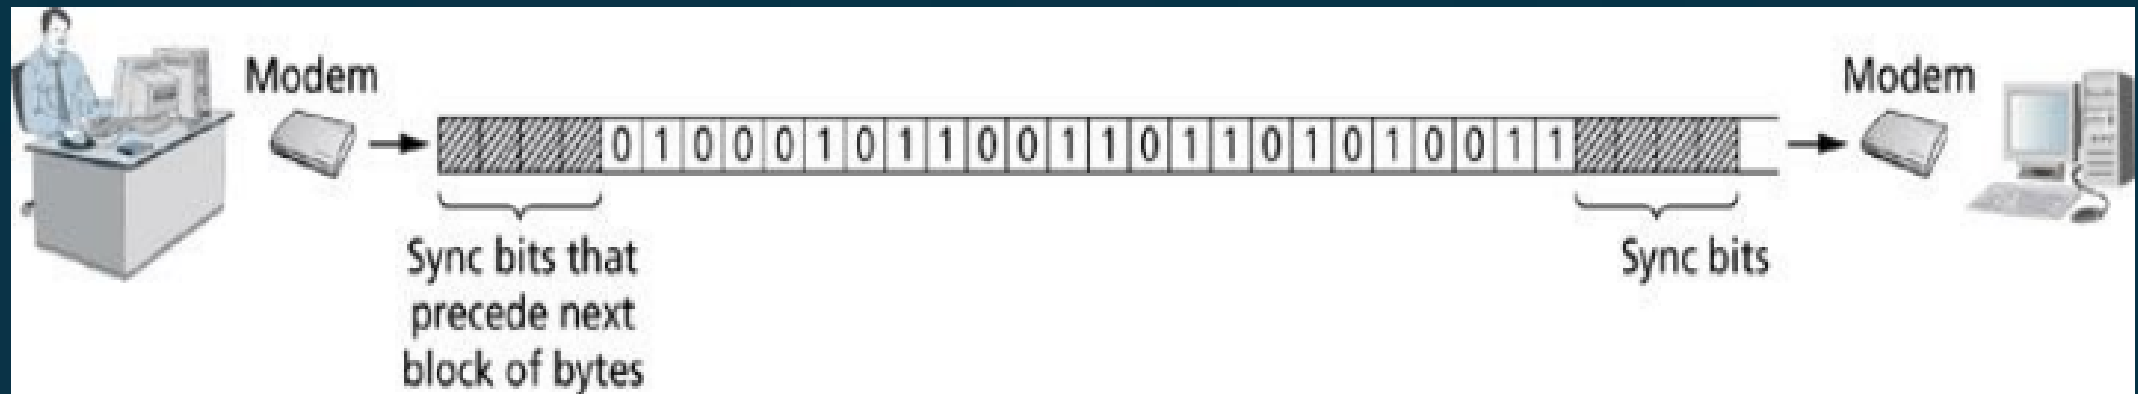 Modem
Modem
0 1 0 0 0 1 0 1 1 0 0 1 1 0 1 1 0 1 0 1 0 0 1 1
Sync bits that
precede next
block of bytes
Sync bits